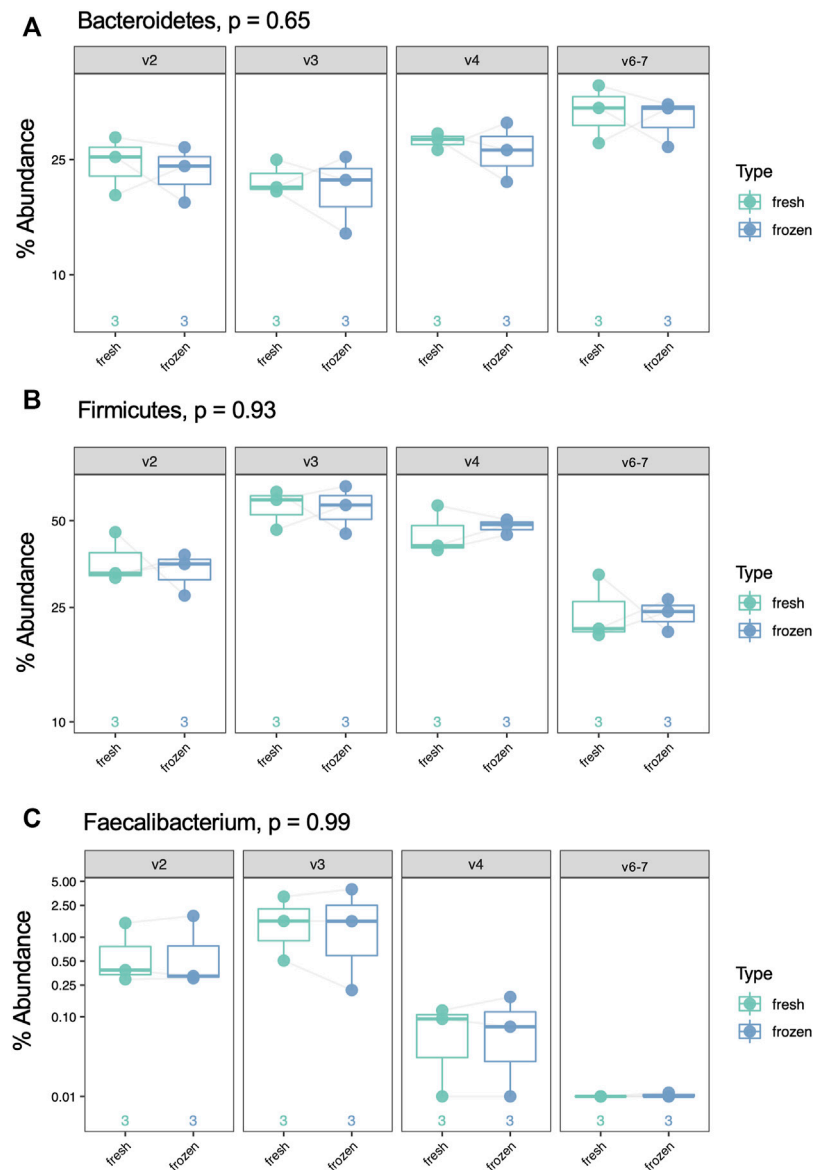 A
Bacteroidetes, p = 0.65
v2 v3 v4 v6-7
% Abundance
25
10
3 3 3 3 3 3 3 3
fresh frozen fresh frozen fresh frozen fresh frozen
Type
fresh
frozen
B
Firmicutes, p = 0.93
v2 v3 v4 v6-7
% Abundance
50
25
10
3 3 3 3 3 3 3 3
fresh frozen fresh frozen fresh frozen fresh frozen
Type
fresh
frozen
C
Faecalibacterium, p = 0.99
v2 v3 v4 v6-7
% Abundance
5.00
2.50
1.00
0.50
0.25
0.10
0.01
3 3 3 3 3 3 3 3
fresh frozen fresh frozen fresh frozen fresh frozen
Type
fresh
frozen